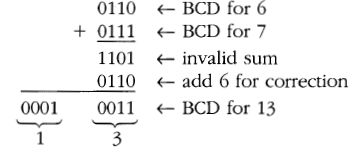 0110 ← BCD for 6
+ 0111 ← BCD for 7
1101 ← invalid sum
0110 ← add 6 for correction
0001 0011 ← BCD for 13
1 3